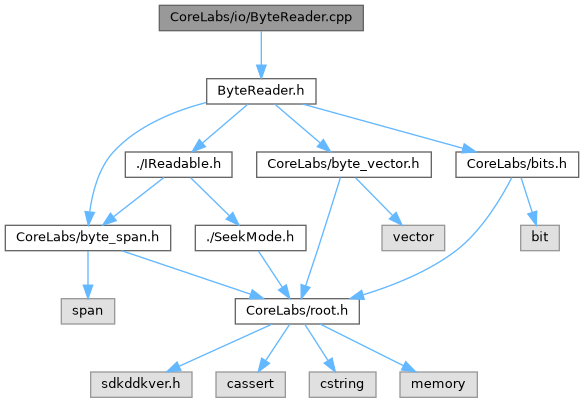 CoreLabs/io/ByteReader.cpp
ByteReader.h
./IReadable.h
CoreLabs/byte_vector.h
CoreLabs/bits.h
CoreLabs/byte_span.h
./SeekMode.h
vector
bit
span
CoreLabs/root.h
sdkddkver.h
cassert
cstring
memory